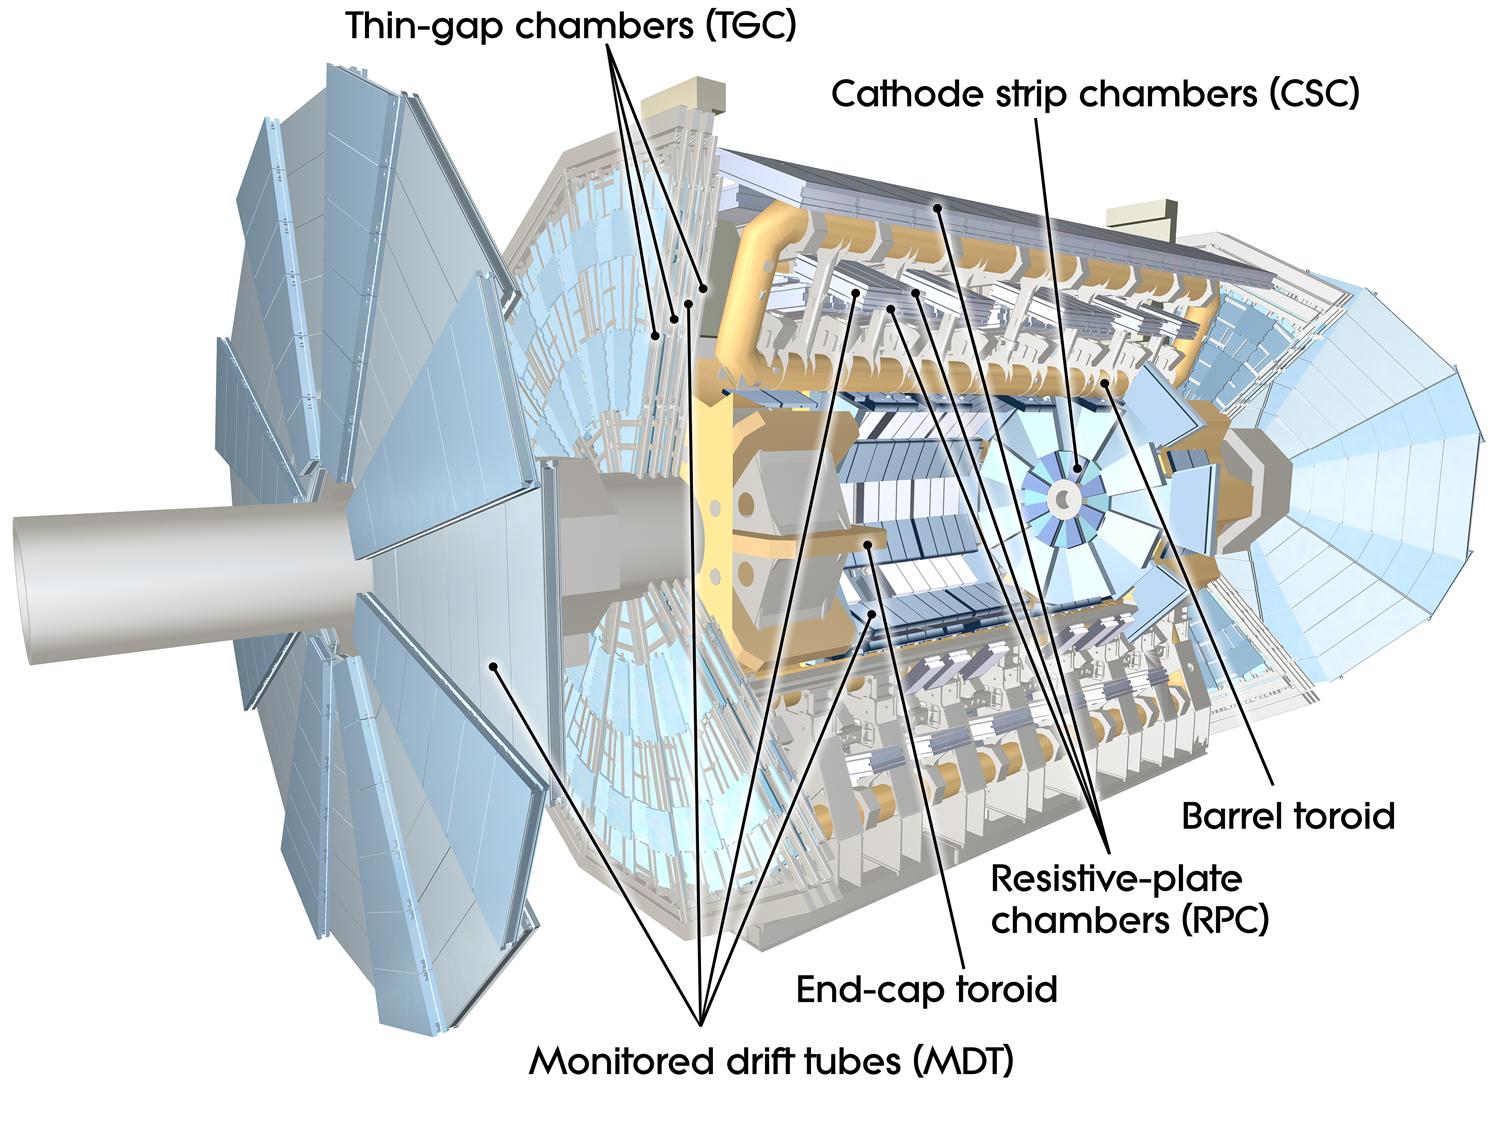 Thin-gap chambers (TGC)
Cathode strip chambers (CSC)
Barrel toroid
Resistive-plate
chambers (RPC)
End-cap toroid
Monitored drift tubes (MDT)